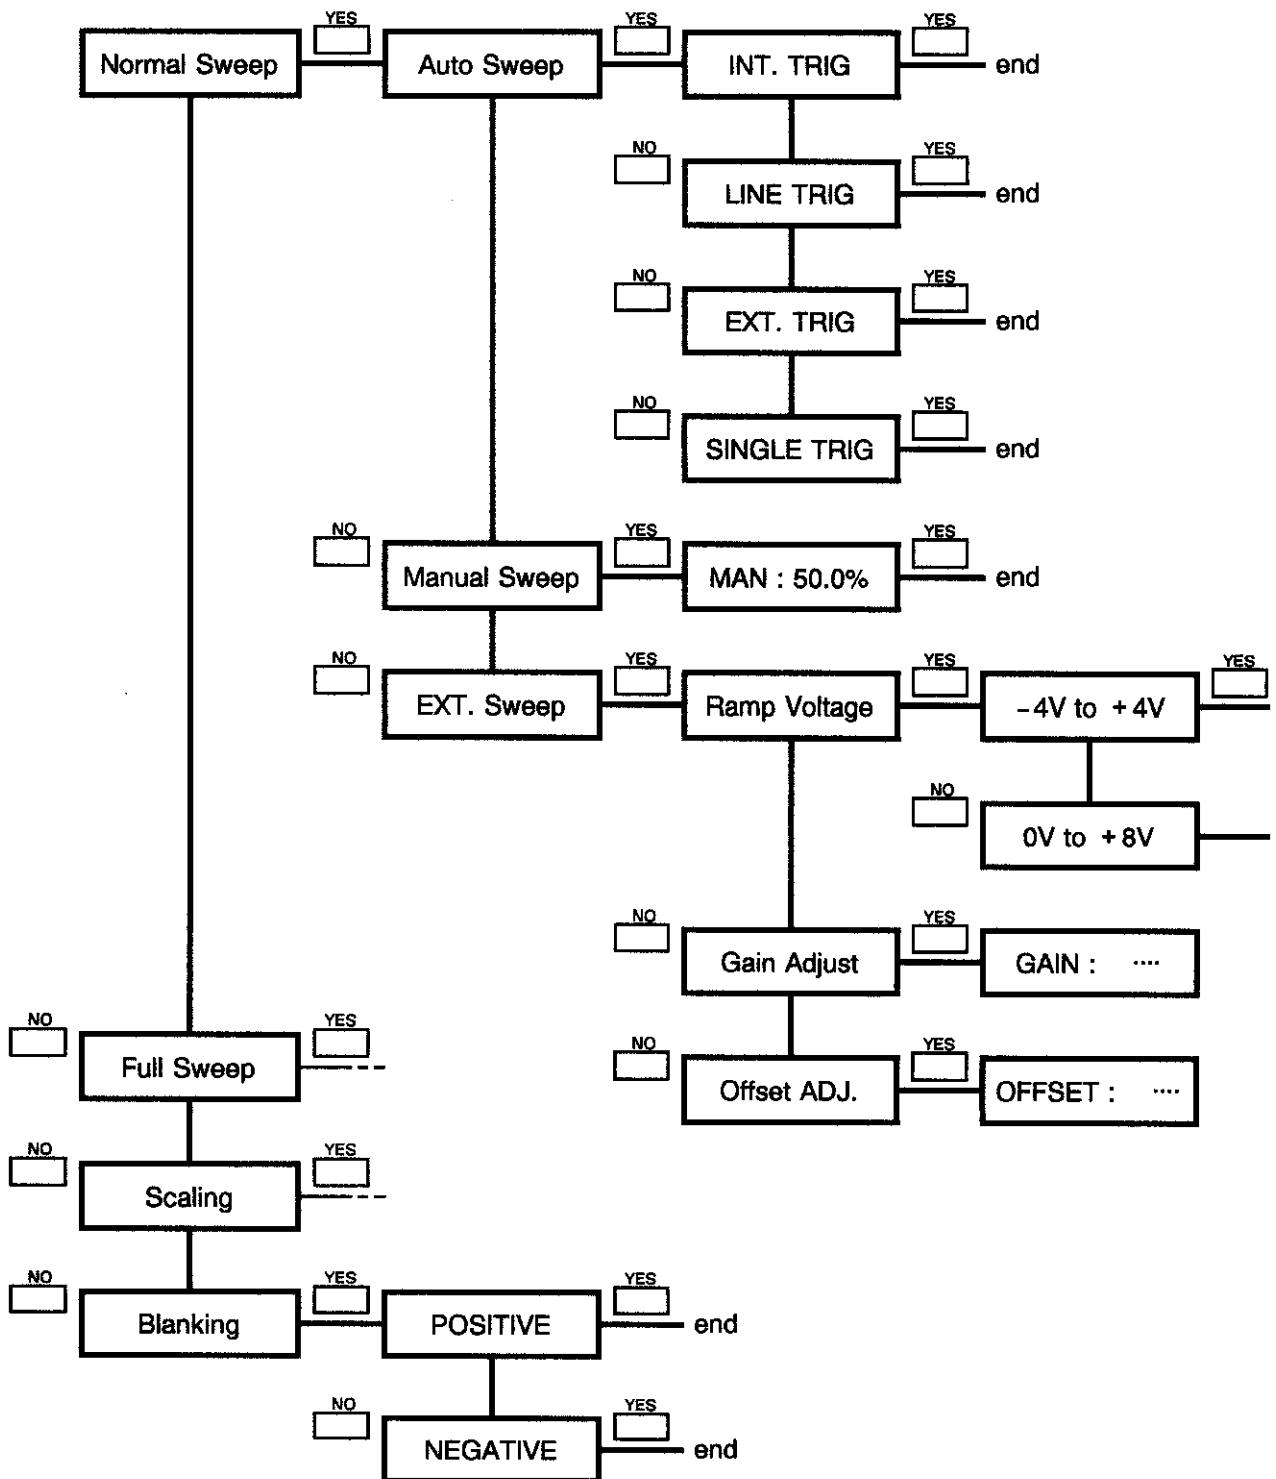 YES YES YES
Normal Sweep Auto Sweep INT. TRIG end
NO YES
LINE TRIG end
NO YES
EXT. TRIG end
NO YES
SINGLE TRIG end
NO YES YES
Manual Sweep MAN : 50.0% end
NO YES YES YES
EXT. Sweep Ramp Voltage -4V to +4V
NO
0V to +8V
NO YES
Gain Adjust GAIN : ....
NO YES
Full Sweep
NO YES
Offset ADJ. OFFSET : ....
NO YES
Scaling
NO YES YES
Blanking POSITIVE end
NO YES
NEGATIVE end